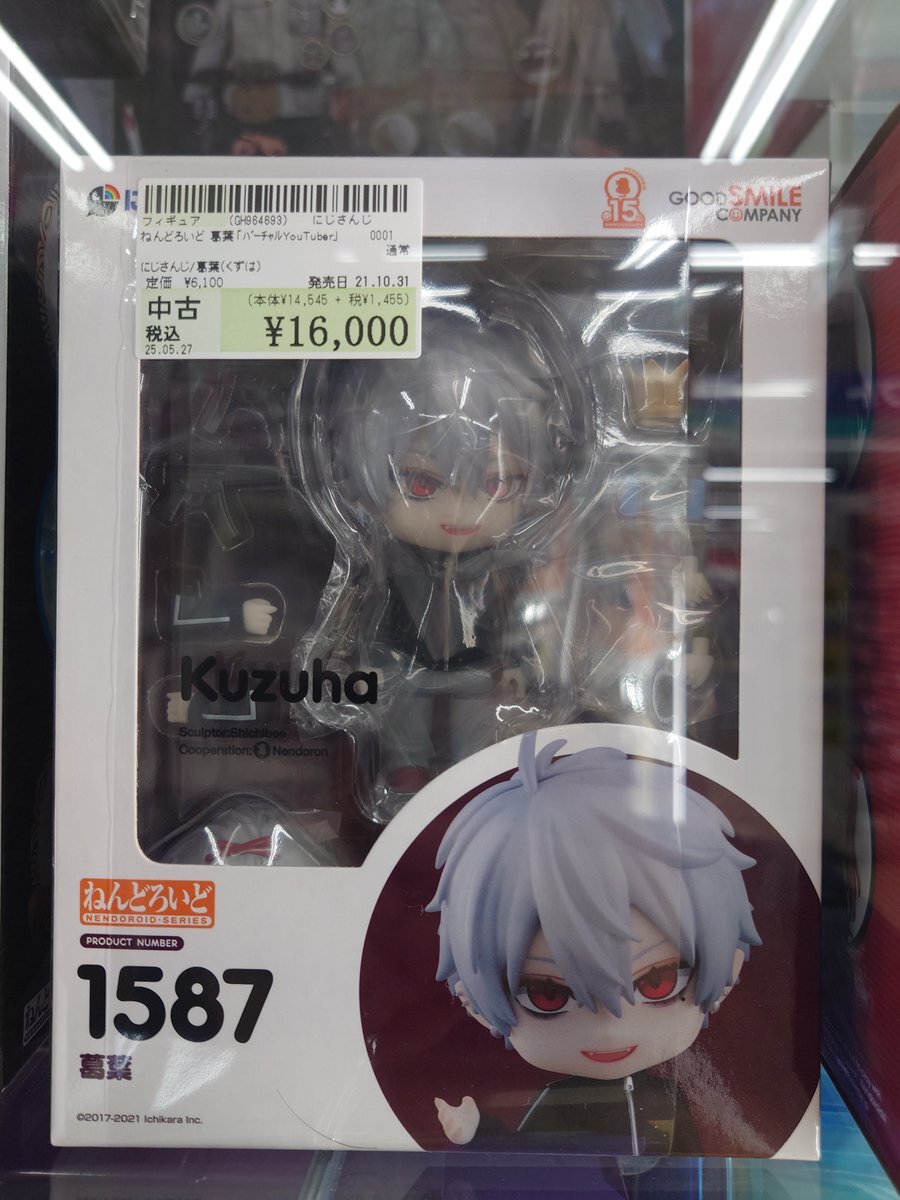 に
フィギュア (GH964693) にじさんじ
ねんどろいど 葛葉「バーチャルYouTuber」 0001
通常
にじさんじ/葛葉(くずは)
定価 ¥6,100 発売日 21.10.31
中古 (本体¥14,545 + 税¥1,455)
税込 ¥16,000
25.05.27
15
ANNIVERSARY
GOOD SMILE
COMPANY
Kuzuha
Sculptor:Shichibee
Cooperation: Nendoron
ねんどろいど
NENDOROID-SERIES
PRODUCT NUMBER
1587
葛葉
©2017-2021 Ichikara Inc.